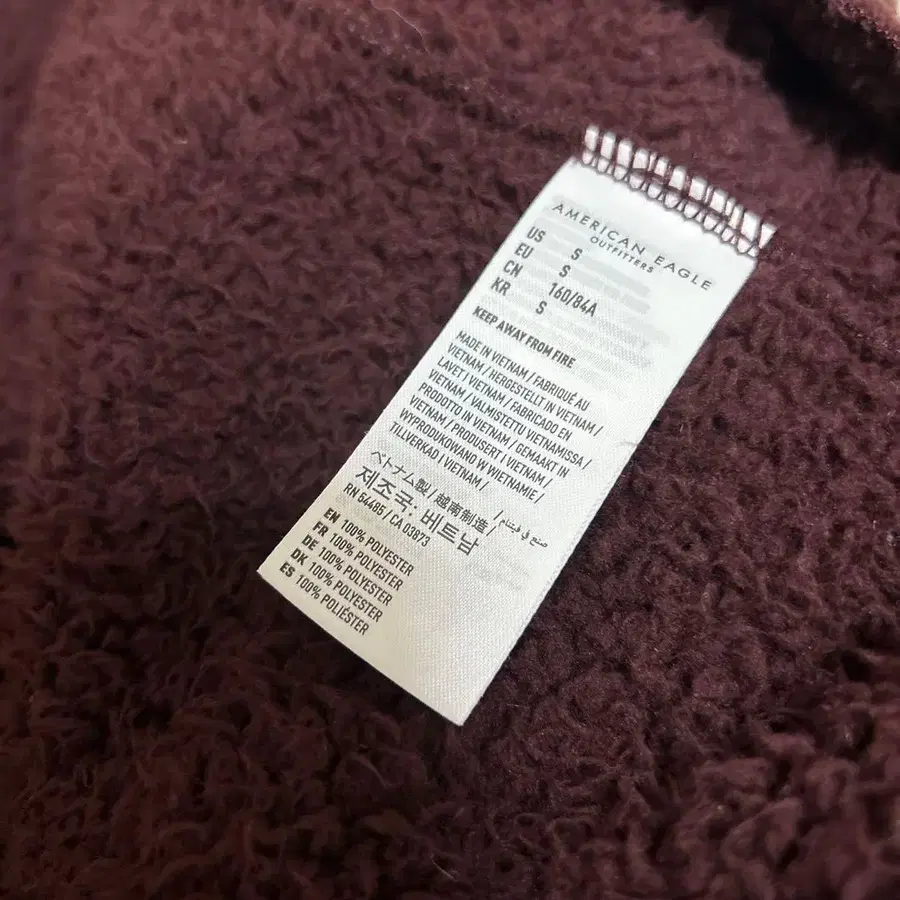 AMERICAN EAGLE
OUTFITTERS
US S
EU S
CN 160/84A
KR S
KEEP AWAY FROM FIRE
MADE IN VIETNAM / FABRIQUÉ AU
VIETNAM / HERGESTELLT IN VIETNAM /
LAVET / VIETNAM / FABRICADO EN
VIETNAM / VALMISTETTU VIETNAMISSA /
PRODOTTO IN VIETNAM / GEMAAKT IN
VIETNAM / PRODUSERT I VIETNAM /
WYPRODUKOWANO W WIETNAMIE /
TILLVERKAD I VIETNAM /
ベトナム製 / 越南制造 / صنع في فيتنام /
제조국: 베트남
RN 54485 / CA 03873
EN 100% POLYESTER
FR 100% POLYESTER
DE 100% POLYESTER
DK 100% POLYESTER
ES 100% POLIÉSTER